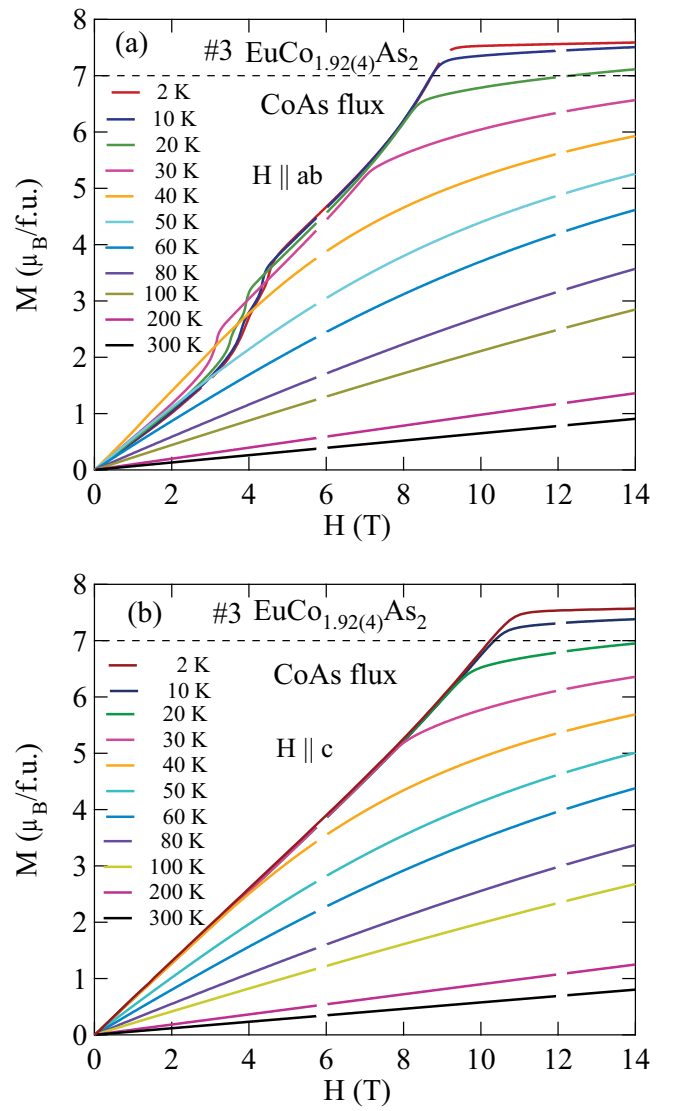 (a) #3 EuCo1.92(4)As2
CoAs flux
H || ab
2 K
10 K
20 K
30 K
40 K
50 K
60 K
80 K
100 K
200 K
300 K
M (μB/f.u.)
8
7
6
5
4
3
2
1
0
0 2 4 6 8 10 12 14
H (T)
(b) #3 EuCo1.92(4)As2
CoAs flux
H || c
2 K
10 K
20 K
30 K
40 K
50 K
60 K
80 K
100 K
200 K
300 K
M (μB/f.u.)
8
7
6
5
4
3
2
1
0
0 2 4 6 8 10 12 14
H (T)